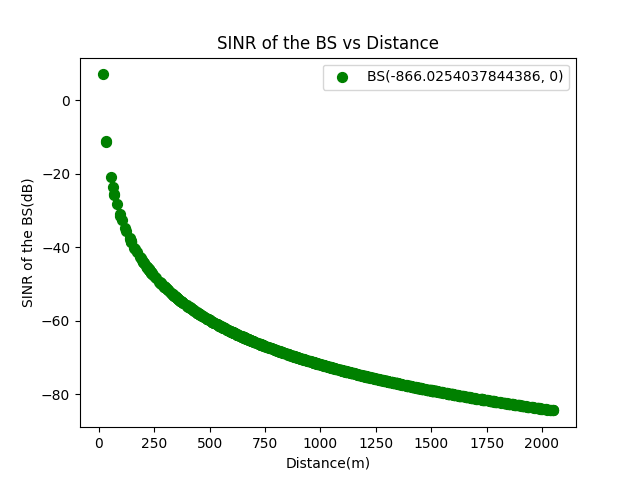 SINR of the BS vs Distance
BS(-866.0254037844386, 0)
SINR of the BS(dB)
0
−20
−40
−60
−80
0 250 500 750 1000 1250 1500 1750 2000
Distance(m)